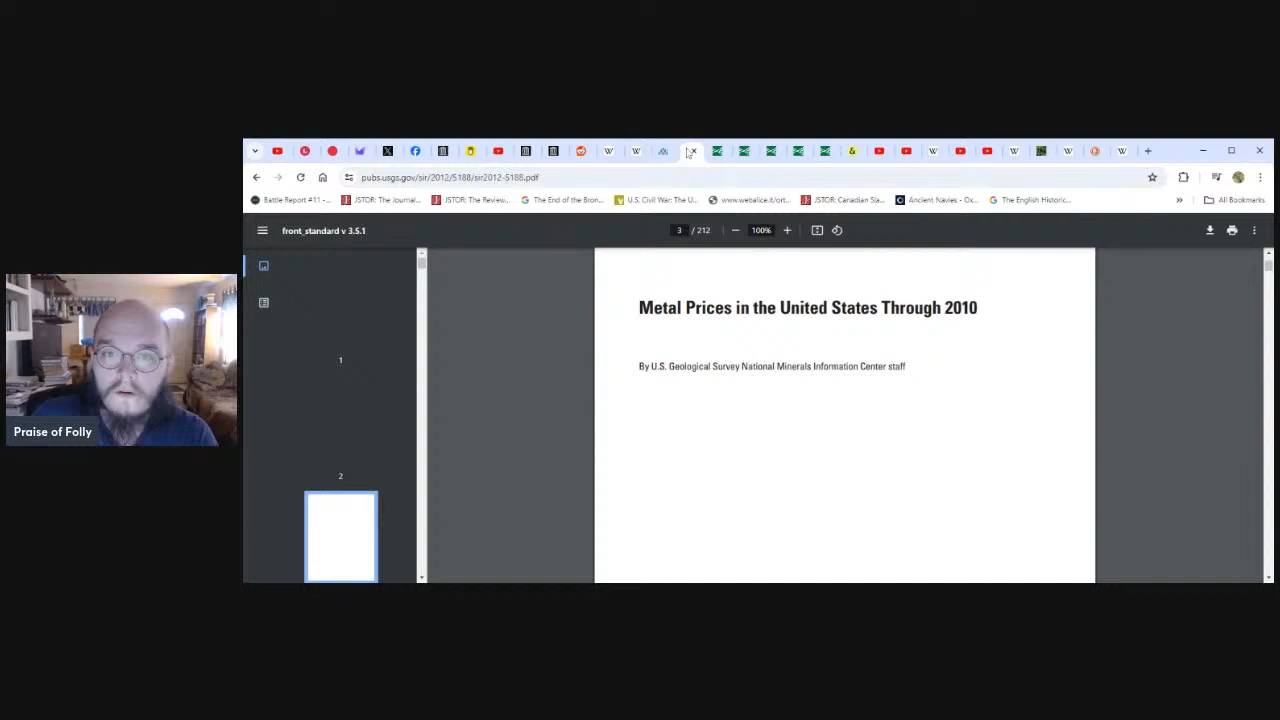 pubs.usgs.gov/sir/2012/5188/sir2012-5188.pdf
Battle Report #11 -...
JSTOR: The Journal...
JSTOR: The Review...
The End of the Bron...
U.S. Civil War: The U...
www.webalice.it/ort...
JSTOR: Canadian Sla...
Ancient Navies - Ox...
The English Historic...
»
All Bookmarks
front_standard v 3.5.1
3 / 212
100%
Metal Prices in the United States Through 2010
By U.S. Geological Survey National Minerals Information Center staff
1
2
Praise of Folly